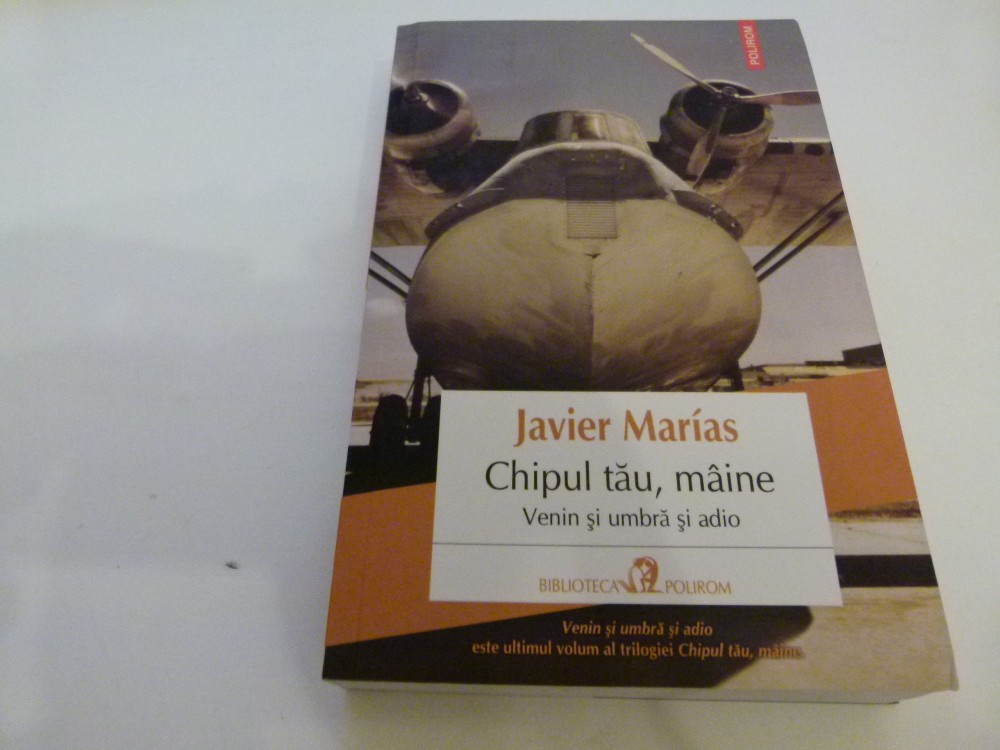 POLIROM
Javier Marías
Chipul tău, mâine
Venin şi umbră şi adio
BIBLIOTECA POLIROM
Venin şi umbră şi adio
este ultimul volum al trilogiei Chipul tău, mâine.